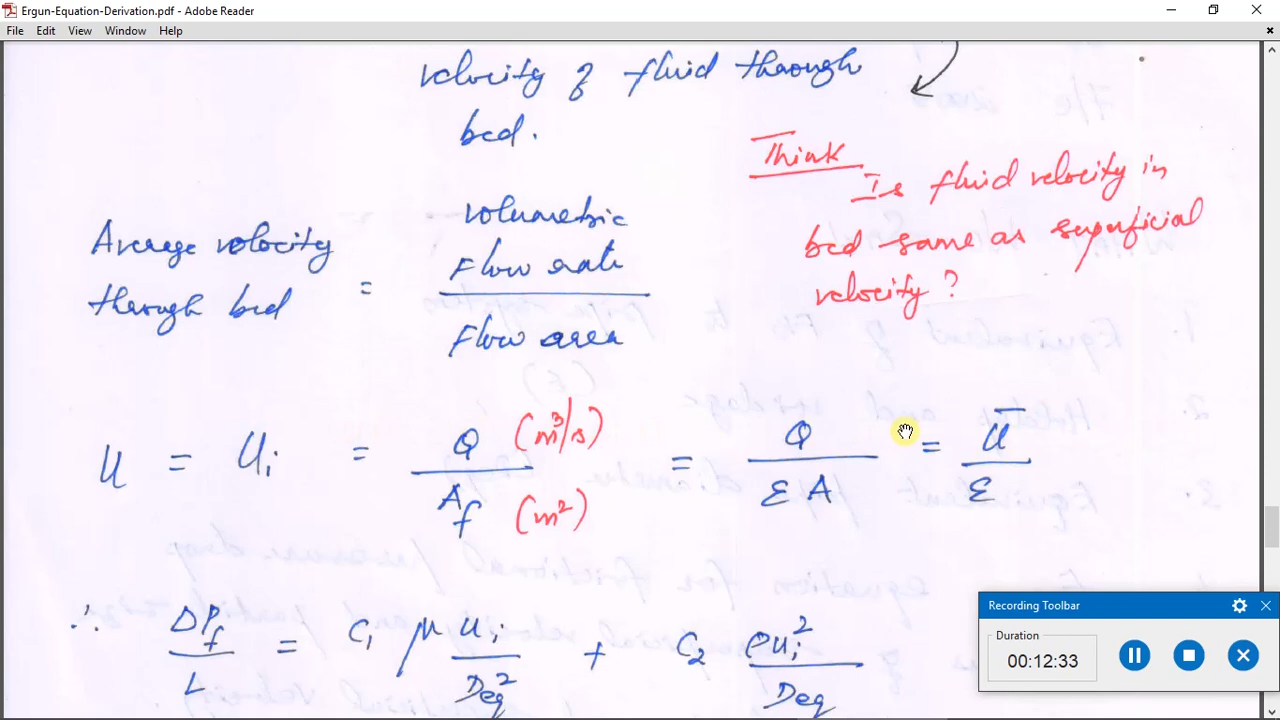 Ergun-Equation-Derivation.pdf - Adobe Reader
File Edit View Window Help
velocity of fluid through
bed.
Think
Is fluid velocity in
bed same as superficial
velocity?
Average velocity
through bed
=
volumetric
Flow rate
Flow area
u = ui = Q (m³/s) / Af (m²) = Q / εA = U̅ / ε
∴ ΔPf / L = C1 μ ui / Deq² + C2 ρui² / Deq
Recording Toolbar
Duration
00:12:33